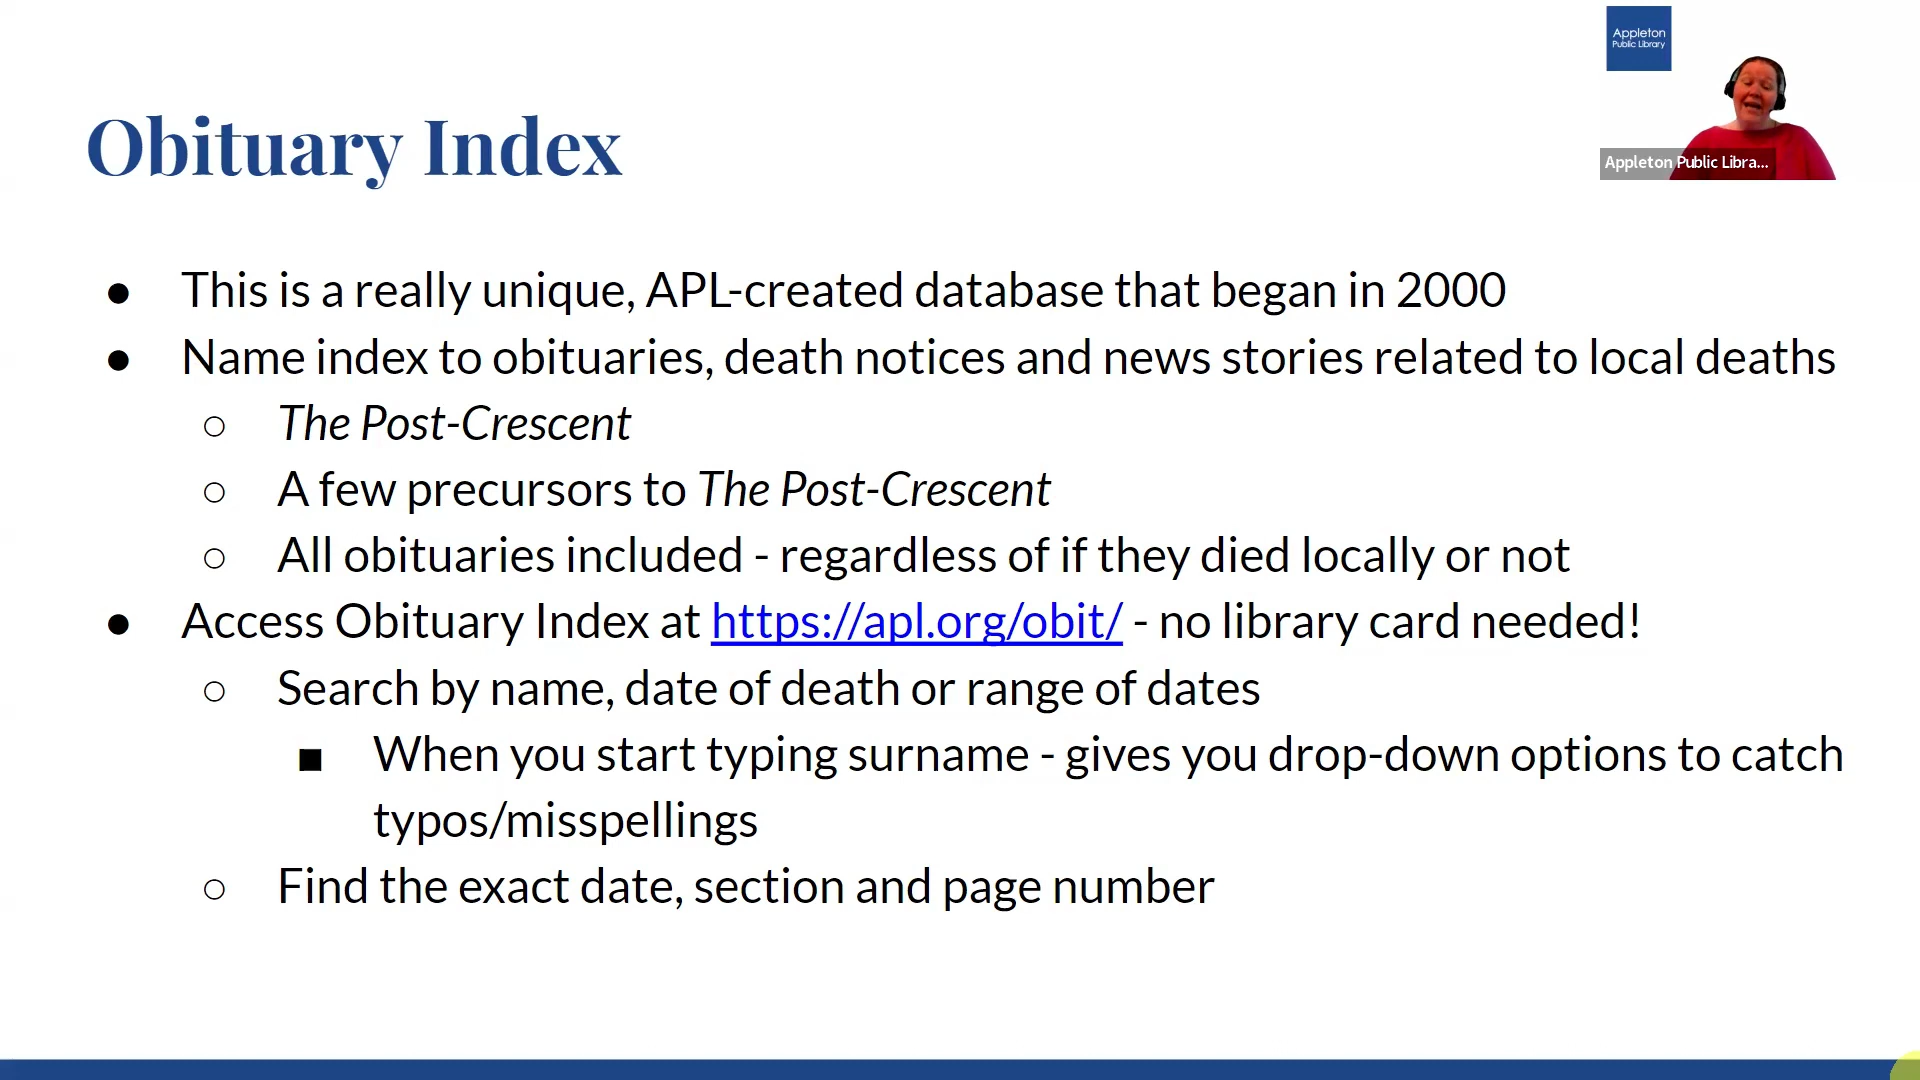 Appleton
Public Library
Appleton Public Libra...
Obituary Index
● This is a really unique, APL-created database that began in 2000
● Name index to obituaries, death notices and news stories related to local deaths
○ The Post-Crescent
○ A few precursors to The Post-Crescent
○ All obituaries included - regardless of if they died locally or not
● Access Obituary Index at https://apl.org/obit/ - no library card needed!
○ Search by name, date of death or range of dates
■ When you start typing surname - gives you drop-down options to catch
typos/misspellings
○ Find the exact date, section and page number